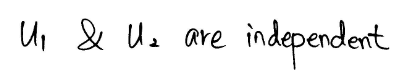 U₁ & U₂ are independent